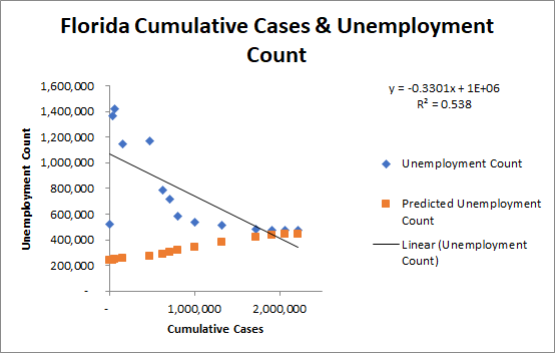 Florida Cumulative Cases & Unemployment
Count
1,600,000
1,400,000
1,200,000
1,000,000
800,000
600,000
400,000
200,000
-
Unemployment Count
-
1,000,000
2,000,000
Cumulative Cases
y = -0.3301x + 1E+06
R² = 0.538
Unemployment Count
Predicted Unemployment
Count
Linear (Unemployment
Count)